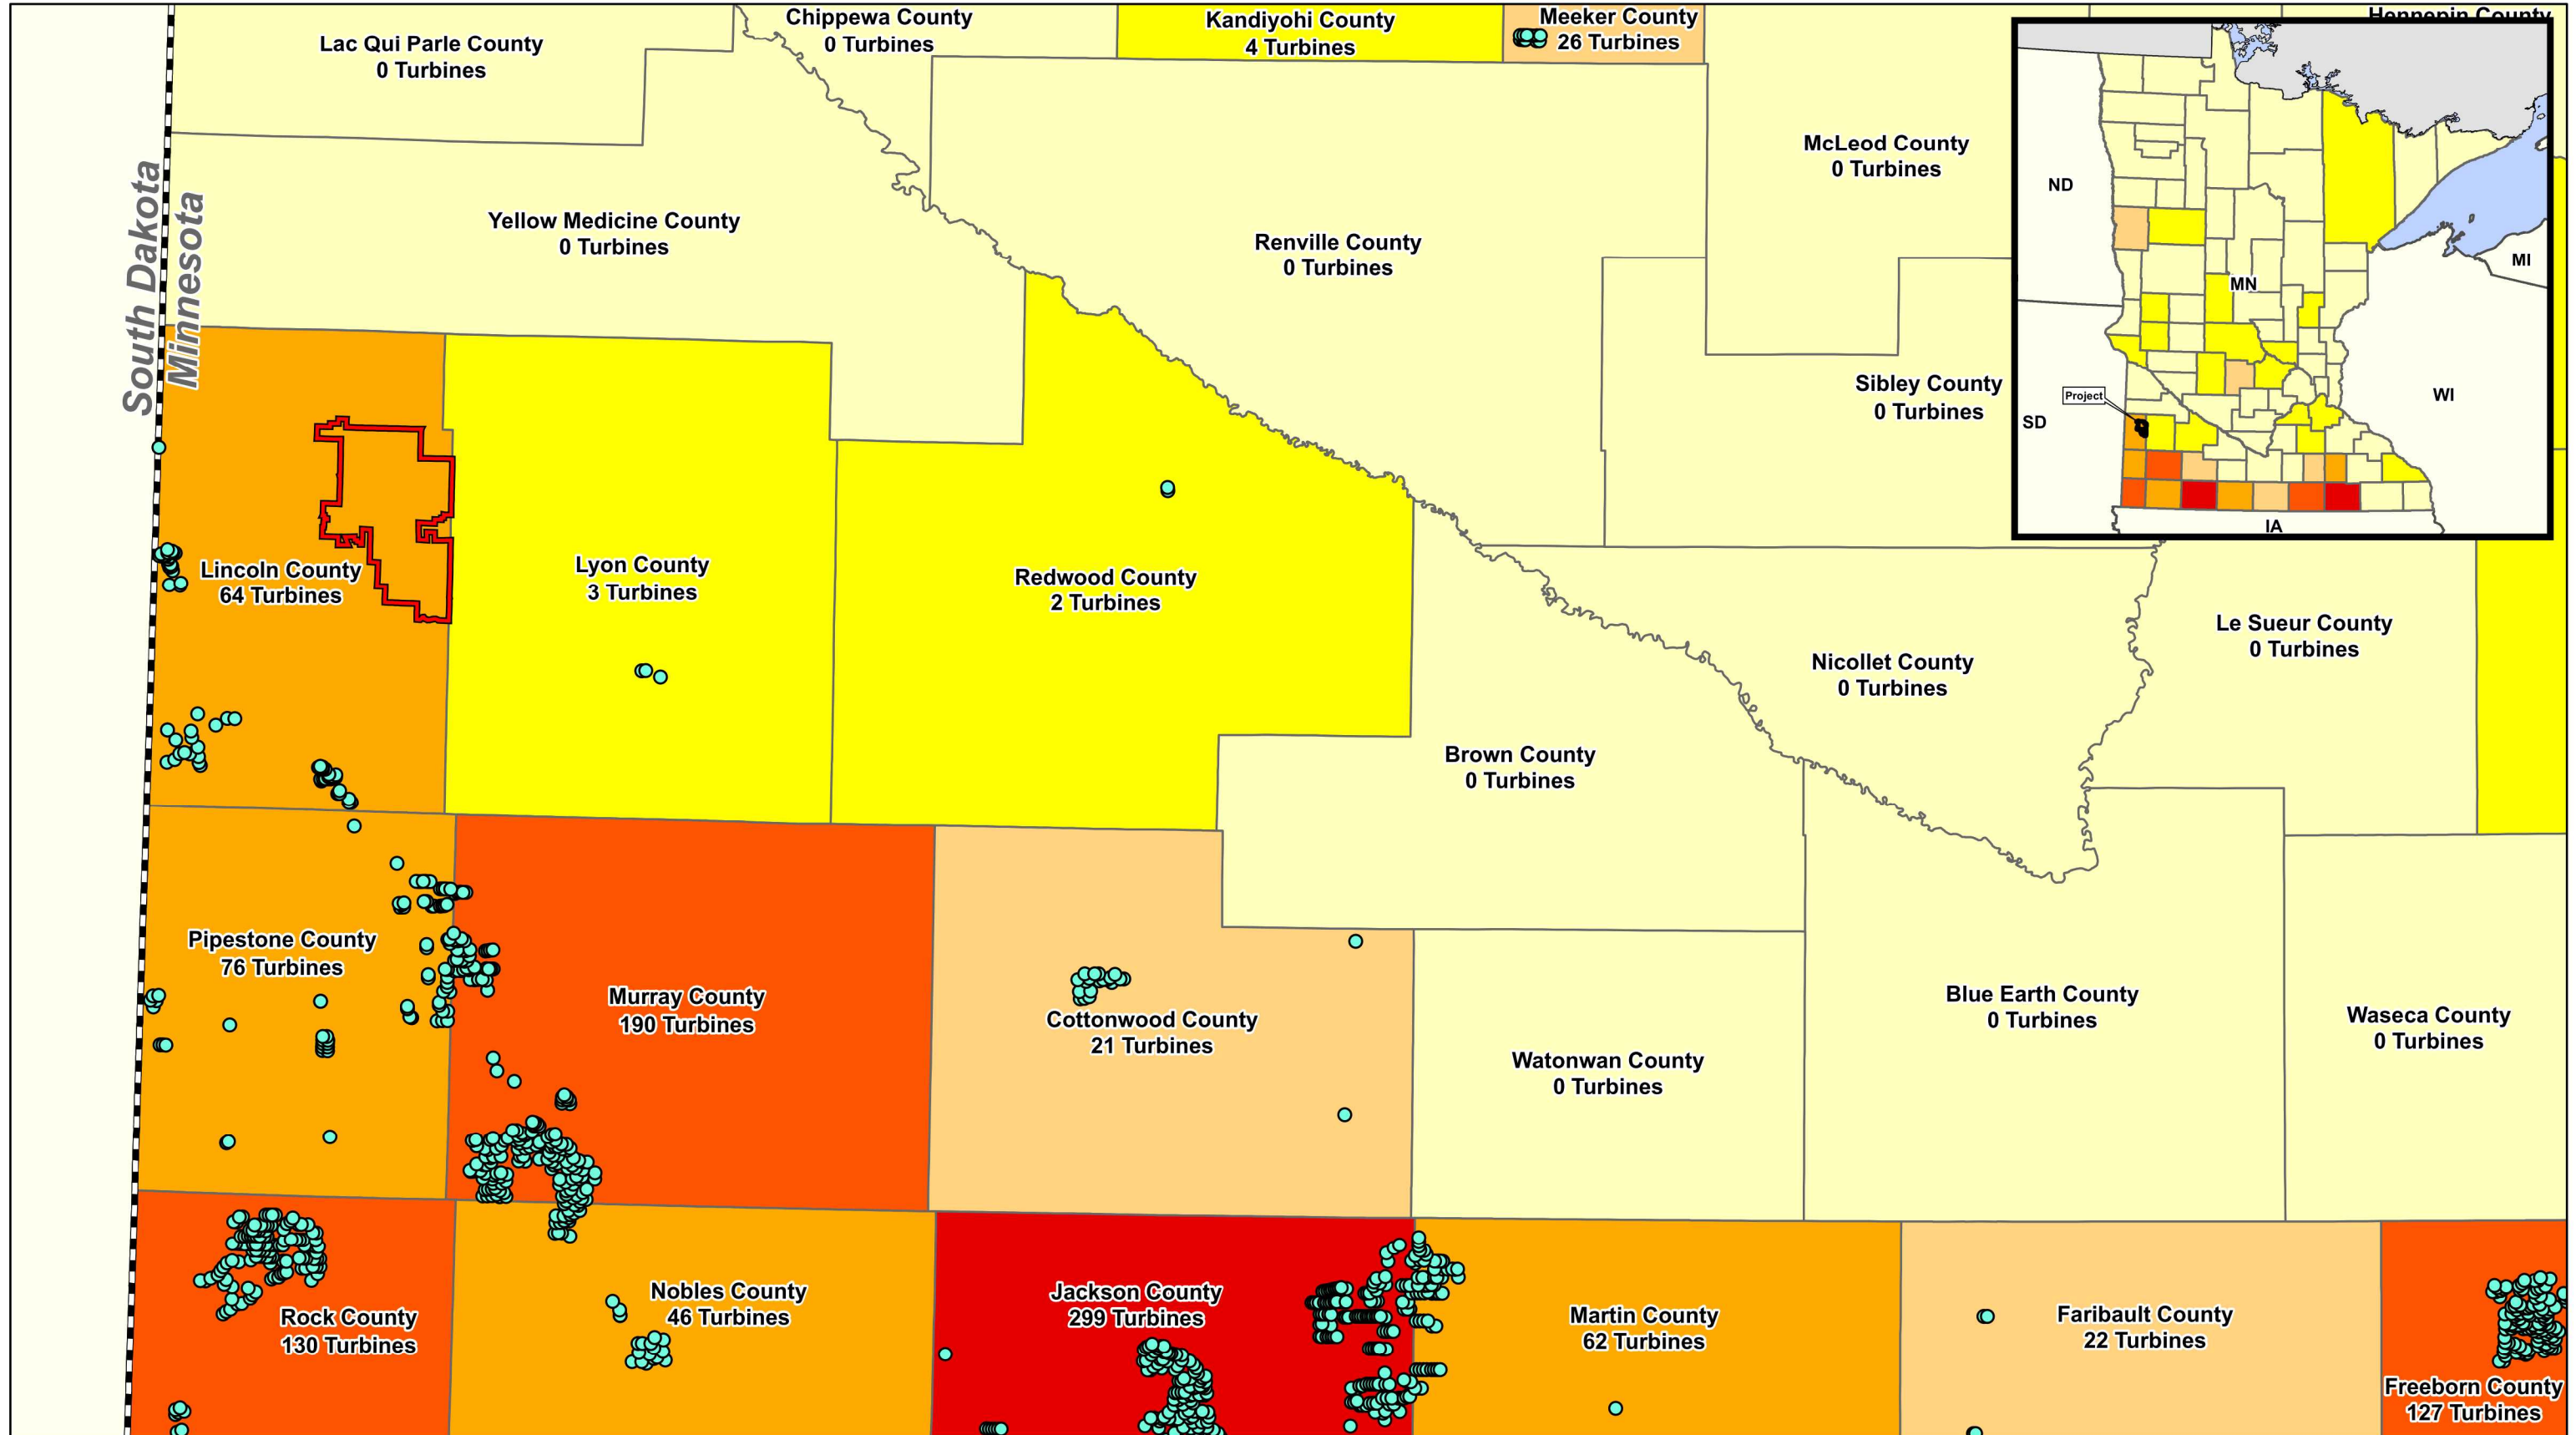 Lac Qui Parle County
0 Turbines
Chippewa County
0 Turbines
Kandiyohi County
4 Turbines
Meeker County
26 Turbines
Hennepin County
McLeod County
0 Turbines
South Dakota
Minnesota
Yellow Medicine County
0 Turbines
Renville County
0 Turbines
Sibley County
0 Turbines
ND
MN
MI
WI
Project
SD
IA
Lincoln County
64 Turbines
Lyon County
3 Turbines
Redwood County
2 Turbines
Nicollet County
0 Turbines
Le Sueur County
0 Turbines
Brown County
0 Turbines
Pipestone County
76 Turbines
Murray County
190 Turbines
Cottonwood County
21 Turbines
Watonwan County
0 Turbines
Blue Earth County
0 Turbines
Waseca County
0 Turbines
Rock County
130 Turbines
Nobles County
46 Turbines
Jackson County
299 Turbines
Martin County
62 Turbines
Faribault County
22 Turbines
Freeborn County
127 Turbines